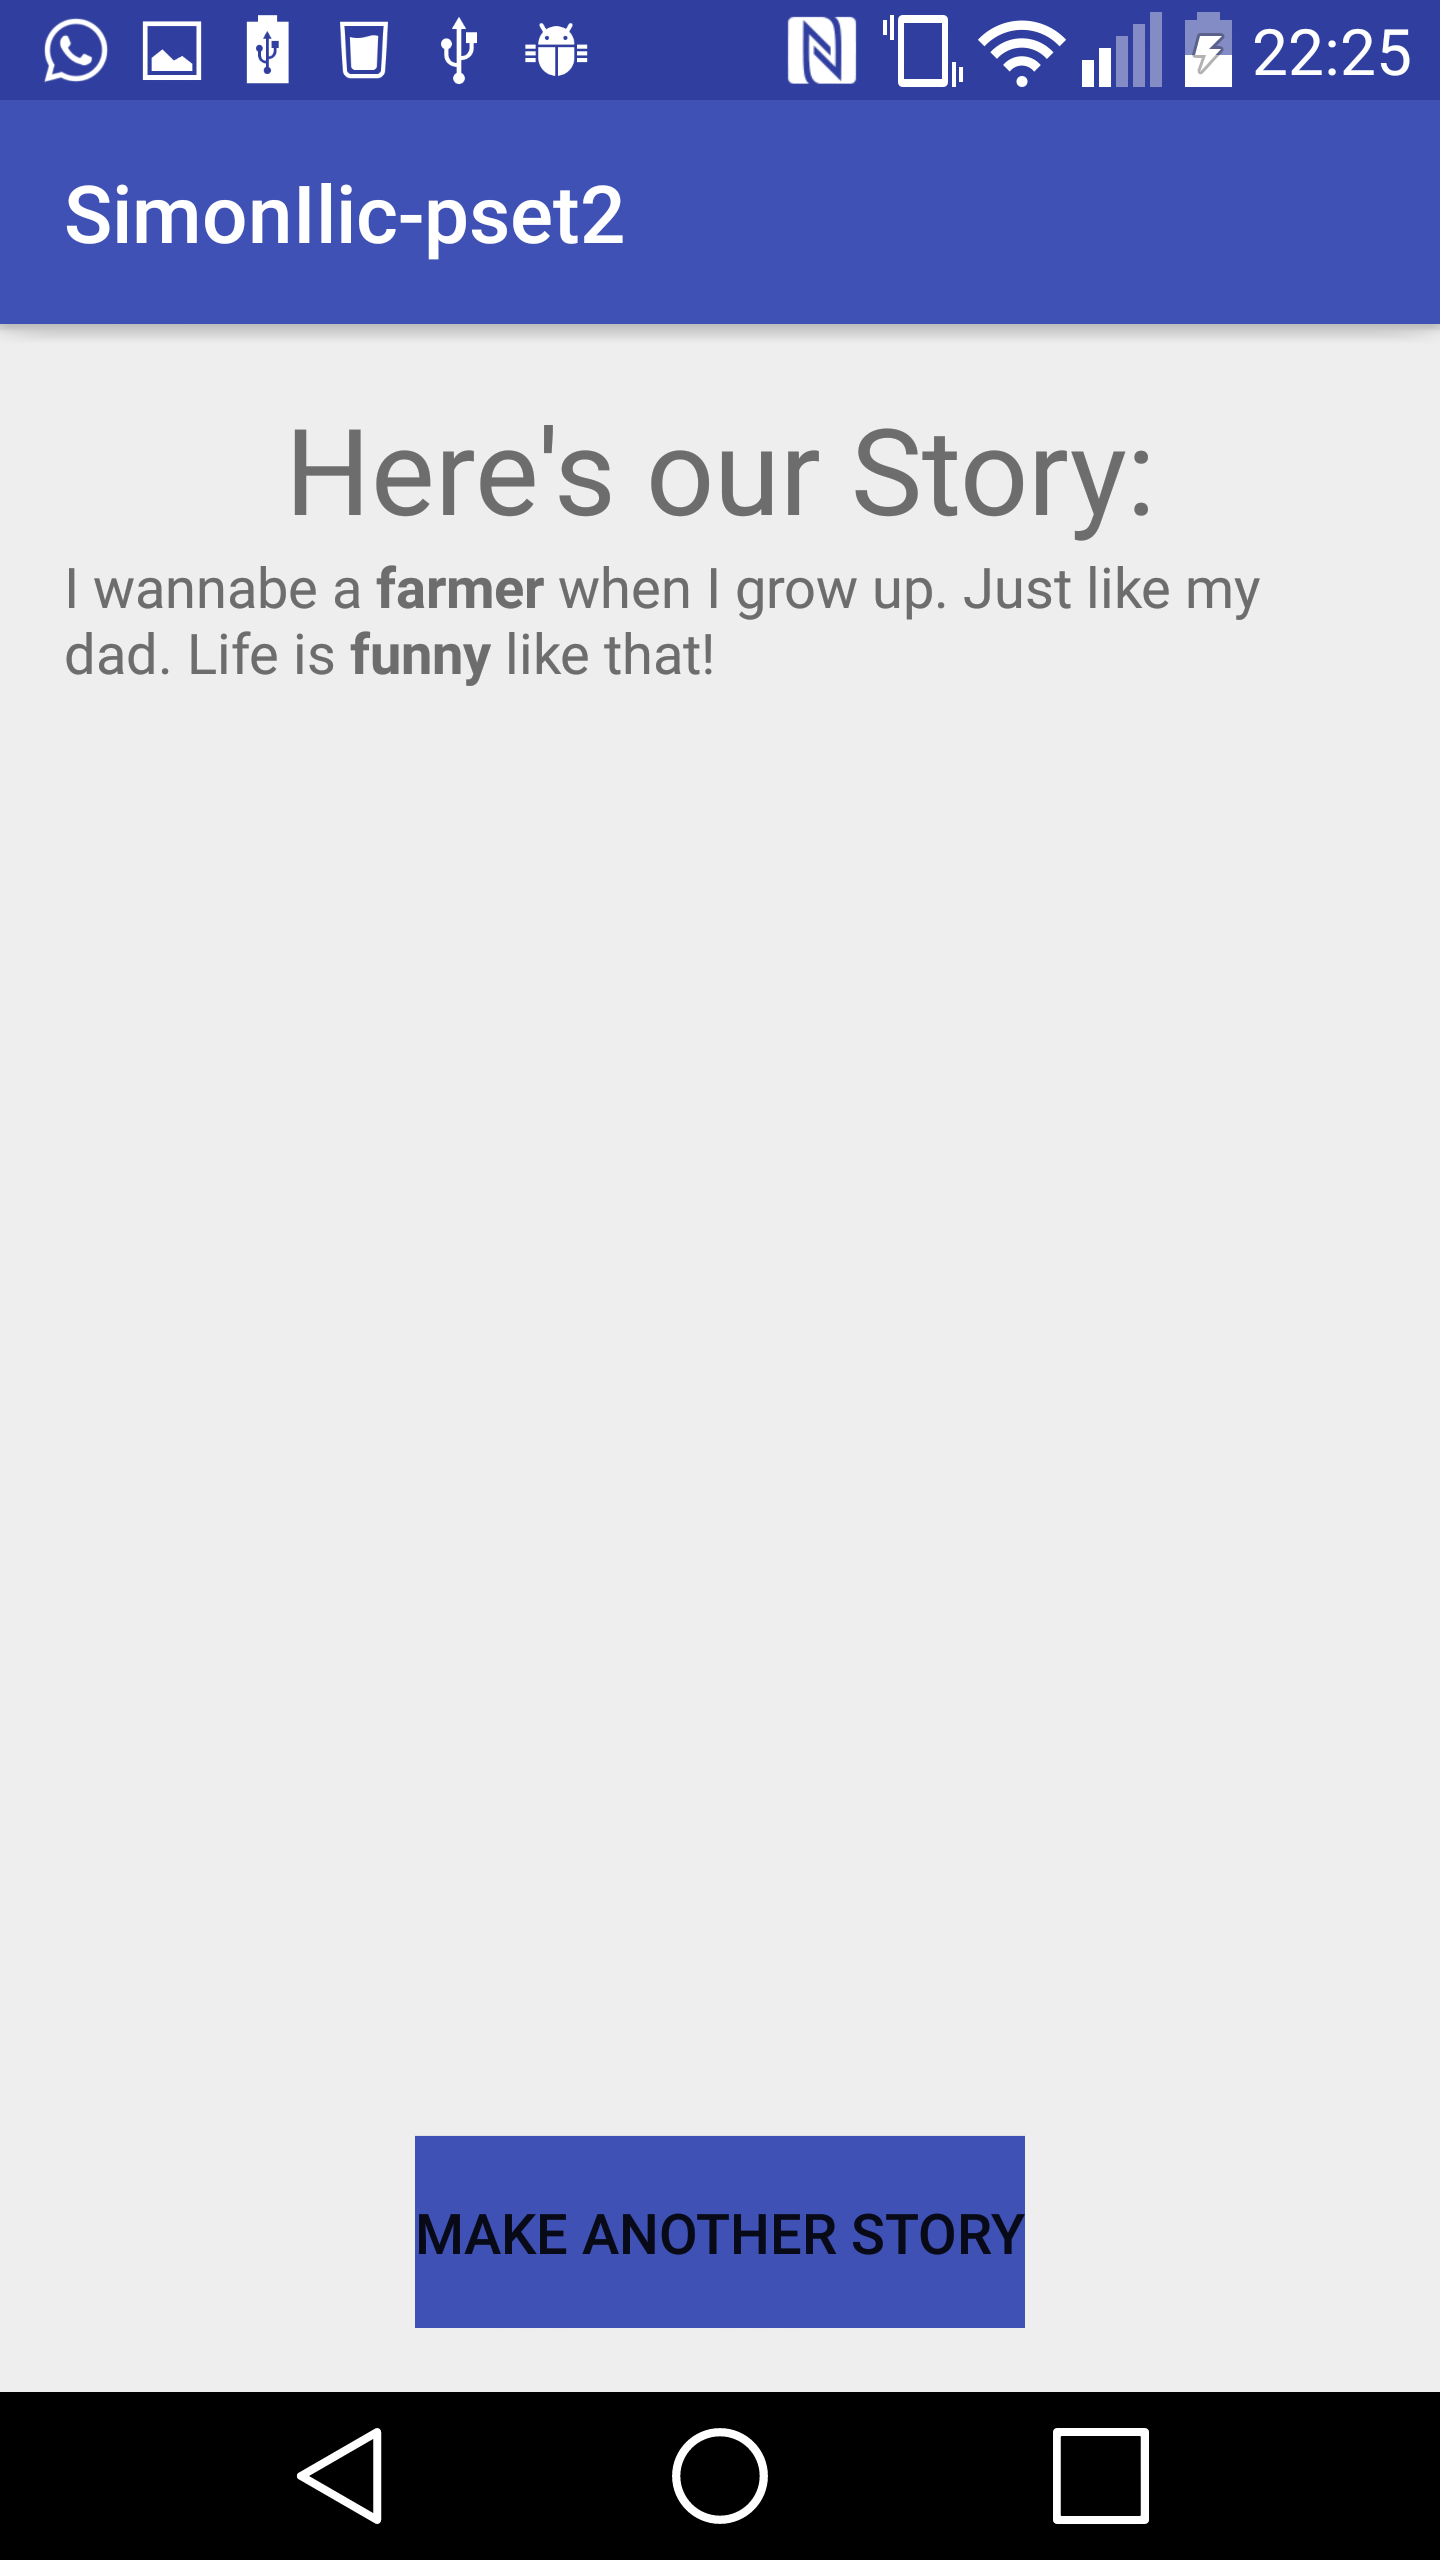 22:25
SimonIlic-pset2
Here's our Story:
I wannabe a farmer when I grow up. Just like my
dad. Life is funny like that!
MAKE ANOTHER STORY